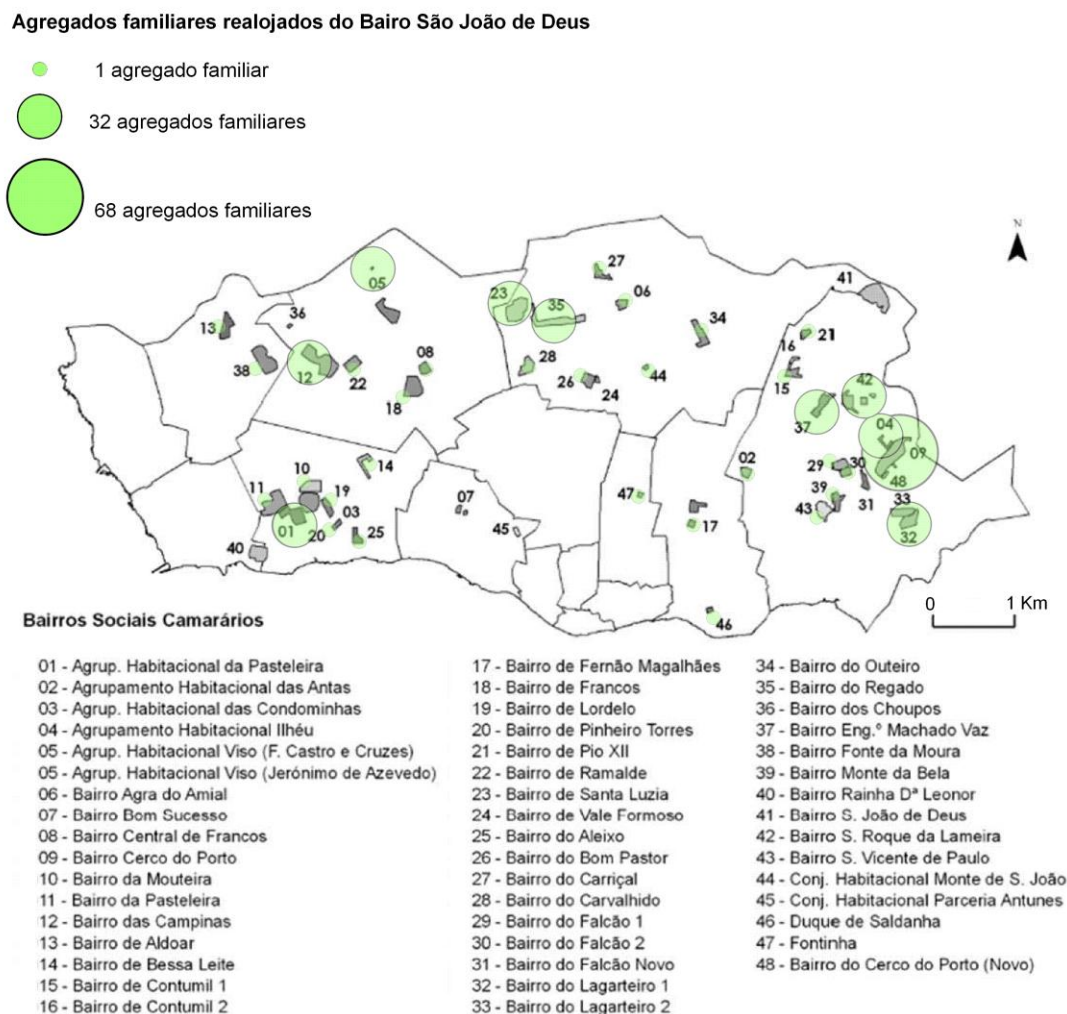 Agregados familiares realojados do Bairo São João de Deus
1 agregado familiar
32 agregados familiares
68 agregados familiares
N
27
41
05
23
35
06
36
13
34
21
16
38
12
22
08
28
44
15
26
24
42
18
37
04
09
14
02
29
30
10
48
11
19
07
47
39
31
33
03
43
01
20
25
45
17
32
40
46
0 1 Km
Bairros Sociais Camarários
01 - Agrup. Habitacional da Pasteleira
02 - Agrupamento Habitacional das Antas
03 - Agrup. Habitacional das Condominhas
04 - Agrupamento Habitacional Ilhéu
05 - Agrup. Habitacional Viso (F. Castro e Cruzes)
05 - Agrup. Habitacional Viso (Jerónimo de Azevedo)
06 - Bairro Agra do Amial
07 - Bairro Bom Sucesso
08 - Bairro Central de Francos
09 - Bairro Cerco do Porto
10 - Bairro da Mouteira
11 - Bairro da Pasteleira
12 - Bairro das Campinas
13 - Bairro de Aldoar
14 - Bairro de Bessa Leite
15 - Bairro de Contumil 1
16 - Bairro de Contumil 2
17 - Bairro de Fernão Magalhães
18 - Bairro de Francos
19 - Bairro de Lordelo
20 - Bairro de Pinheiro Torres
21 - Bairro de Pio XII
22 - Bairro de Ramalde
23 - Bairro de Santa Luzia
24 - Bairro de Vale Formoso
25 - Bairro do Aleixo
26 - Bairro do Bom Pastor
27 - Bairro do Carriçal
28 - Bairro do Carvalhido
29 - Bairro do Falcão 1
30 - Bairro do Falcão 2
31 - Bairro do Falcão Novo
32 - Bairro do Lagarteiro 1
33 - Bairro do Lagarteiro 2
34 - Bairro do Outeiro
35 - Bairro do Regado
36 - Bairro dos Choupos
37 - Bairro Eng.º Machado Vaz
38 - Bairro Fonte da Moura
39 - Bairro Monte da Bela
40 - Bairro Rainha Dª Leonor
41 - Bairro S. João de Deus
42 - Bairro S. Roque da Lameira
43 - Bairro S. Vicente de Paulo
44 - Conj. Habitacional Monte de S. João
45 - Conj. Habitacional Parceria Antunes
46 - Duque de Saldanha
47 - Fontinha
48 - Bairro do Cerco do Porto (Novo)